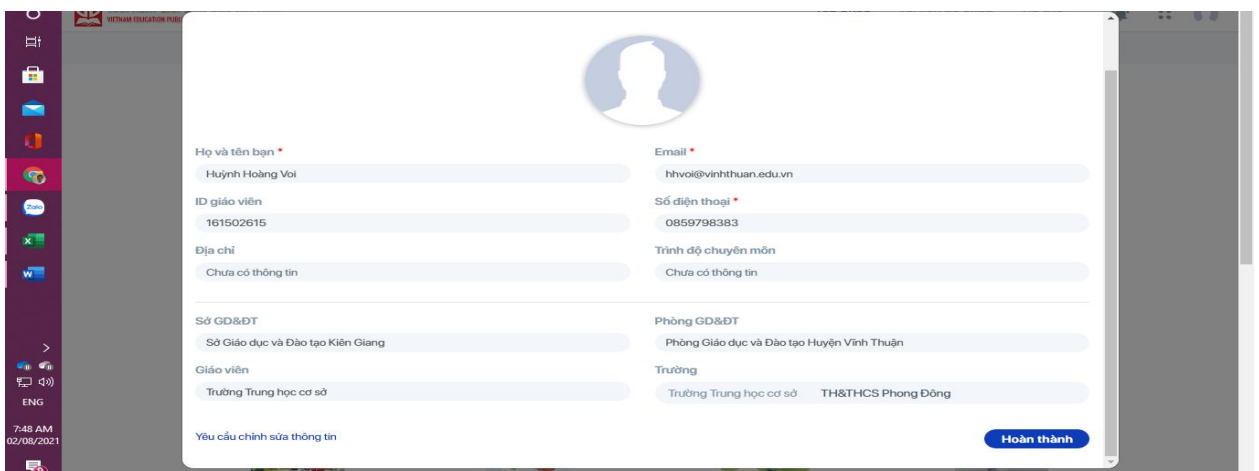 VIETNAM EDUCATION PUBL
Họ và tên bạn *
Email *
Huỳnh Hoàng Voi
hhvoi@vinhthuan.edu.vn
ID giáo viên
Số điện thoại *
161502615
0859798383
Địa chỉ
Trình độ chuyên môn
Chưa có thông tin
Chưa có thông tin
Sở GD&ĐT
Phòng GD&ĐT
Sở Giáo dục và Đào tạo Kiên Giang
Phòng Giáo dục và Đào tạo Huyện Vĩnh Thuận
Giáo viên
Trường
Trường Trung học cơ sở
Trường Trung học cơ sở TH&THCS Phong Đông
Yêu cầu chỉnh sửa thông tin
Hoàn thành
Zalo
ENG
7:48 AM
02/08/2021